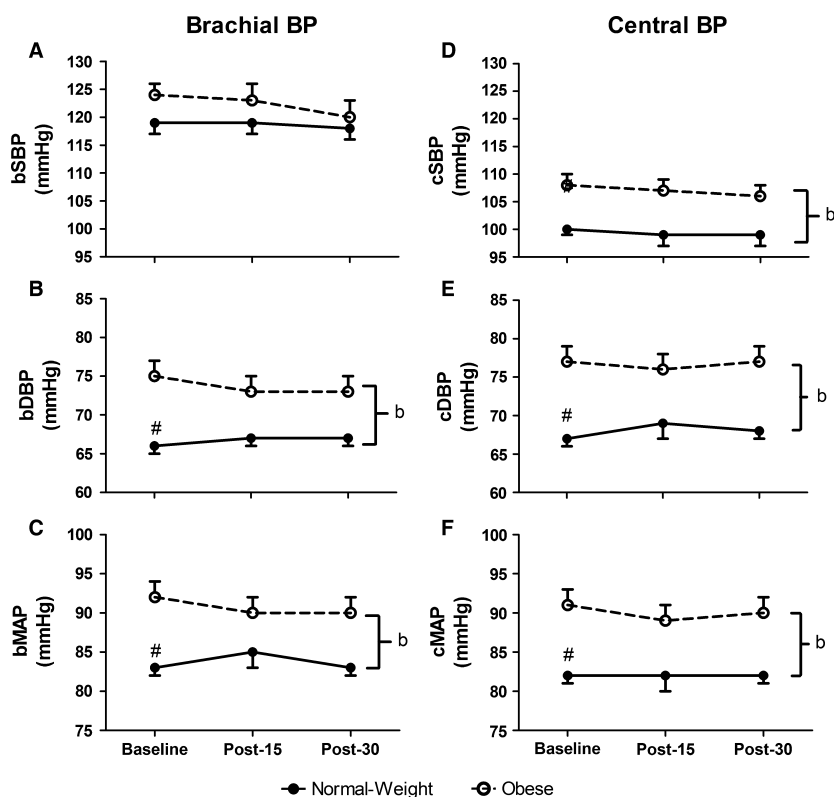 Brachial BP
Central BP
A
130
125
120
115
110
105
100
95
bSBP
(mmHg)
D
130
125
120
115
110
105
100
95
cSBP
(mmHg)
b
B
85
80
75
70
65
60
bDBP
(mmHg)
#
b
E
85
80
75
70
65
60
cDBP
(mmHg)
#
b
C
100
95
90
85
80
75
bMAP
(mmHg)
#
b
Baseline
Post-15
Post-30
F
100
95
90
85
80
75
cMAP
(mmHg)
#
b
Baseline
Post-15
Post-30
Normal-Weight
Obese